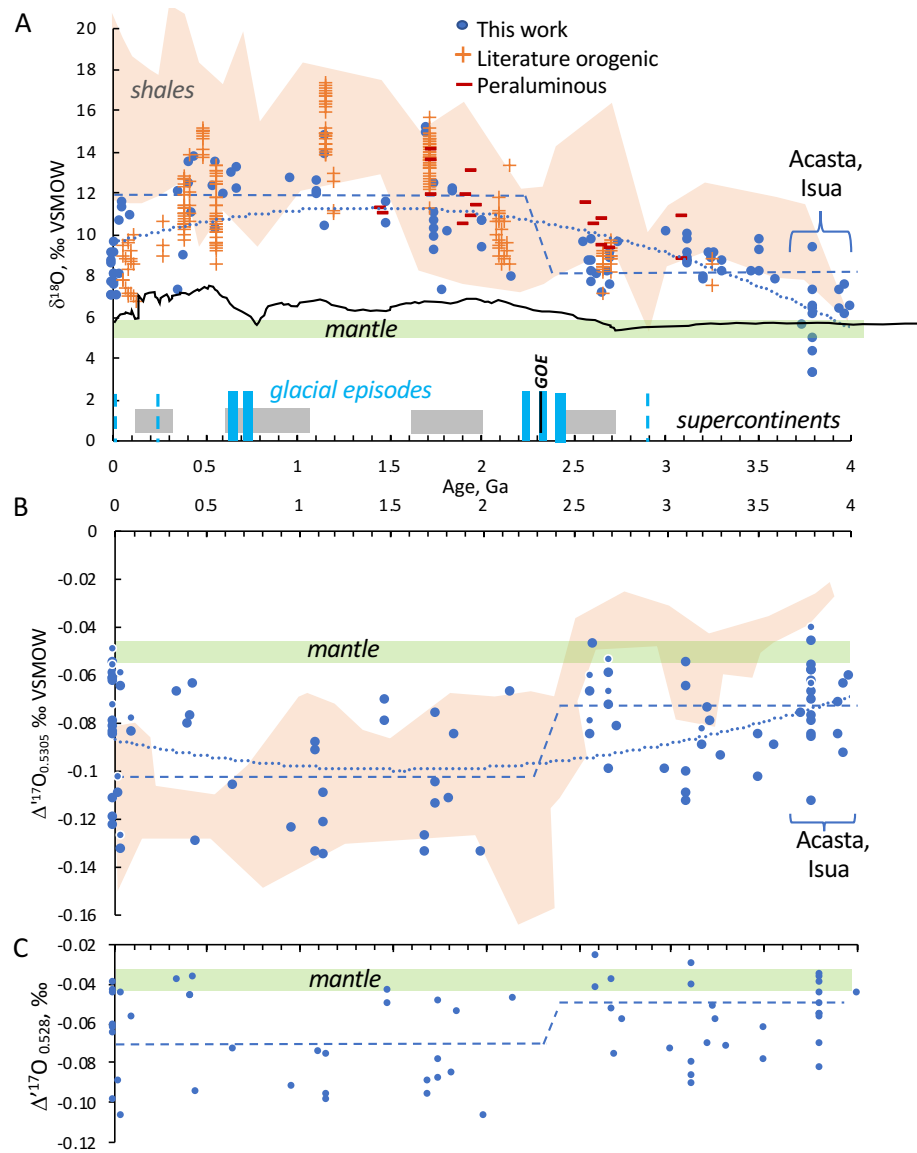 A
This work
Literature orogenic
Peraluminous
shales
Acasta,
Isua
δ¹⁸O, ‰ VSMOW
20
18
16
14
12
10
8
6
4
2
0
mantle
glacial episodes
GOE
supercontinents
0 0.5 1 1.5 2 2.5 3 3.5 4
Age, Ga
B
0 0.5 1 1.5 2 2.5 3 3.5 4
Δ'¹⁷O0.5305 ‰ VSMOW
0
-0.02
-0.04
-0.06
-0.08
-0.1
-0.12
-0.14
-0.16
mantle
Acasta,
Isua
C
Δ'¹⁷O 0.528, ‰
-0.02
-0.04
-0.06
-0.08
-0.10
-0.12
mantle